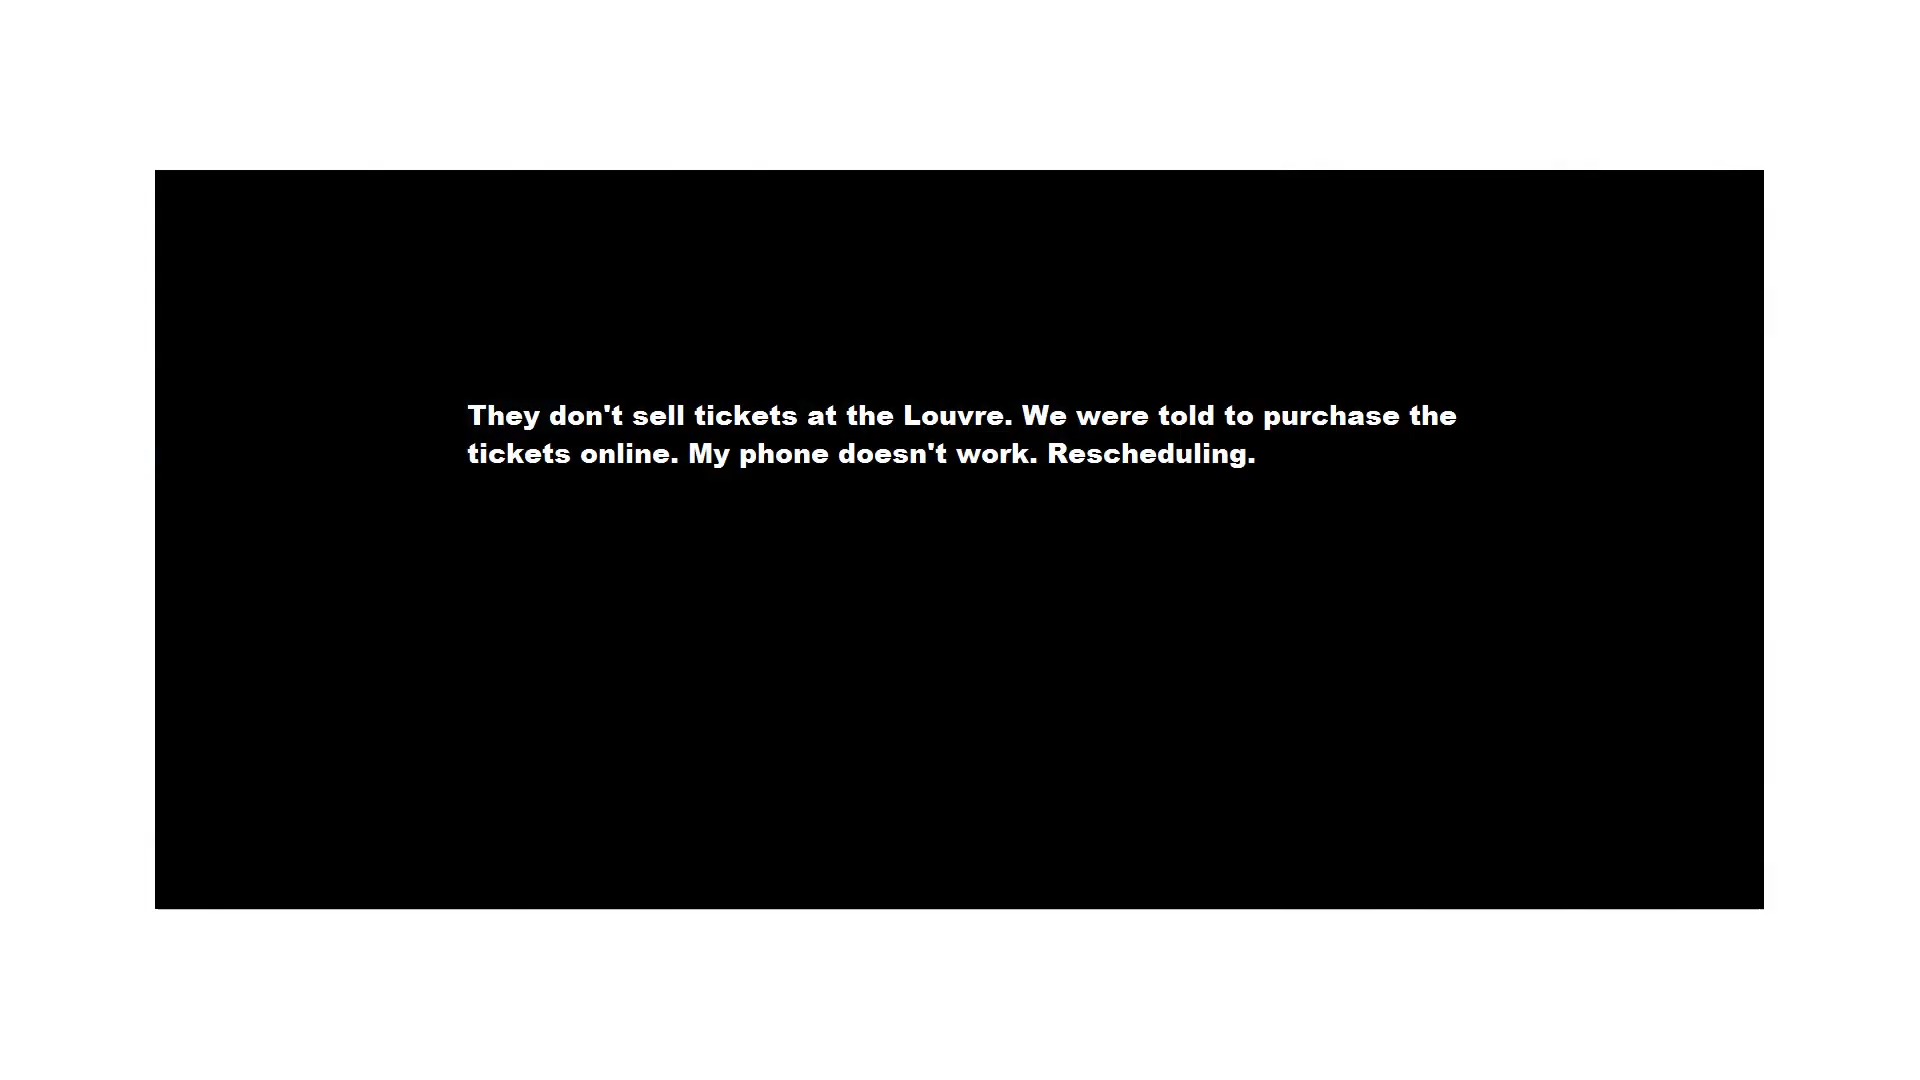 They don't sell tickets at the Louvre. We were told to purchase the
tickets online. My phone doesn't work. Rescheduling.